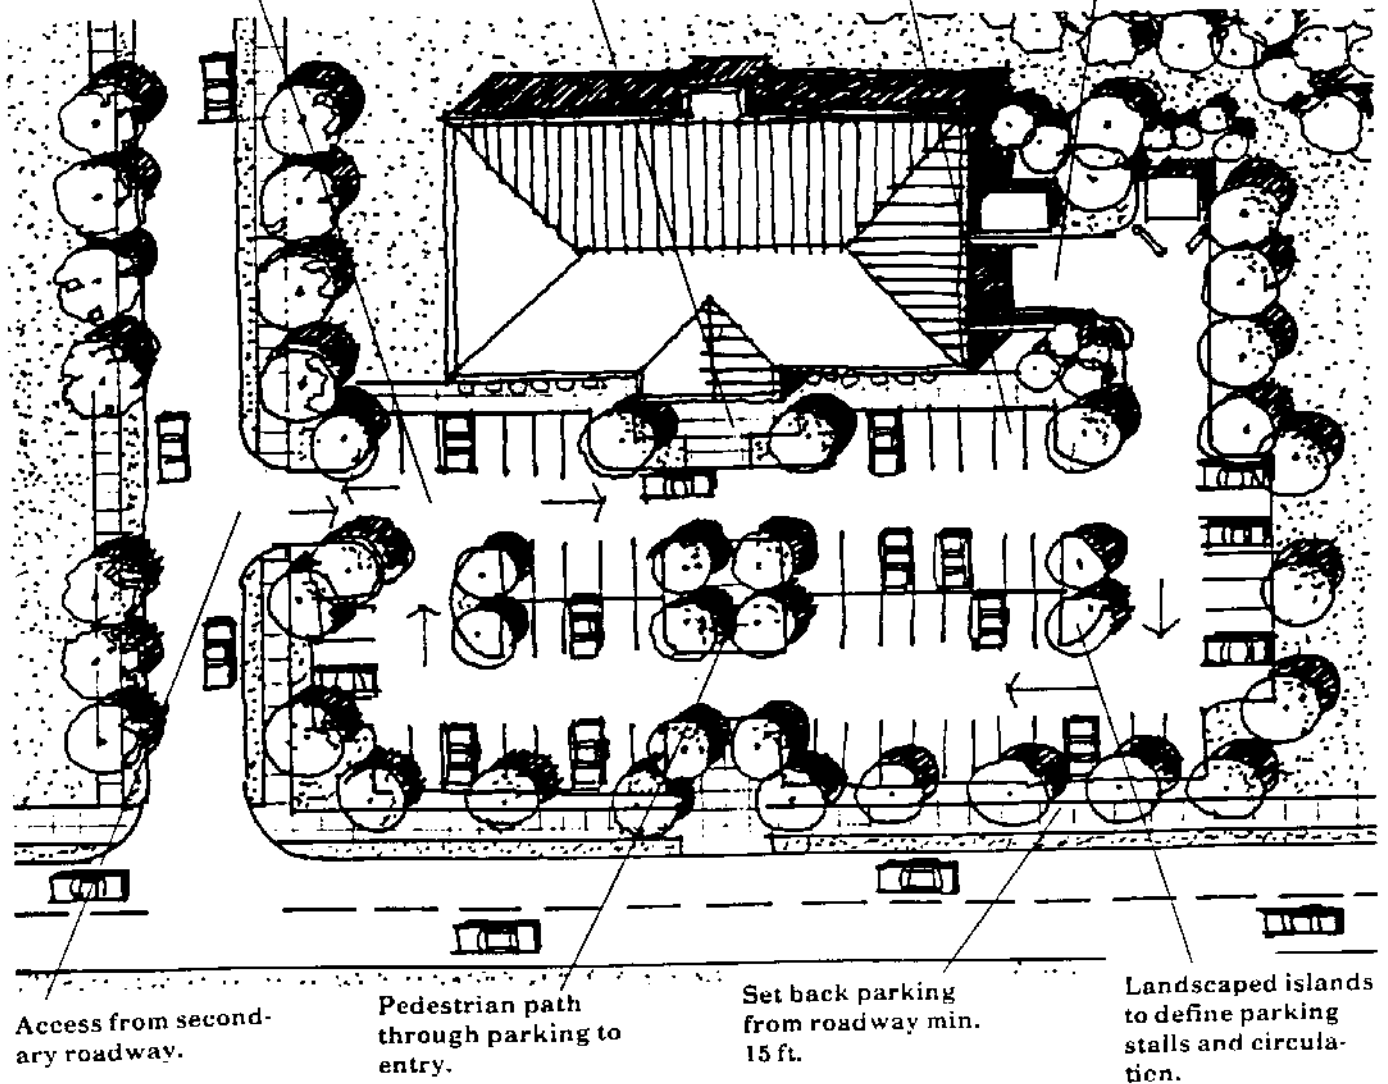 Access from second-
ary roadway.
Pedestrian path
through parking to
entry.
Set back parking
from roadway min.
15 ft.
Landscaped islands
to define parking
stalls and circula-
tion.